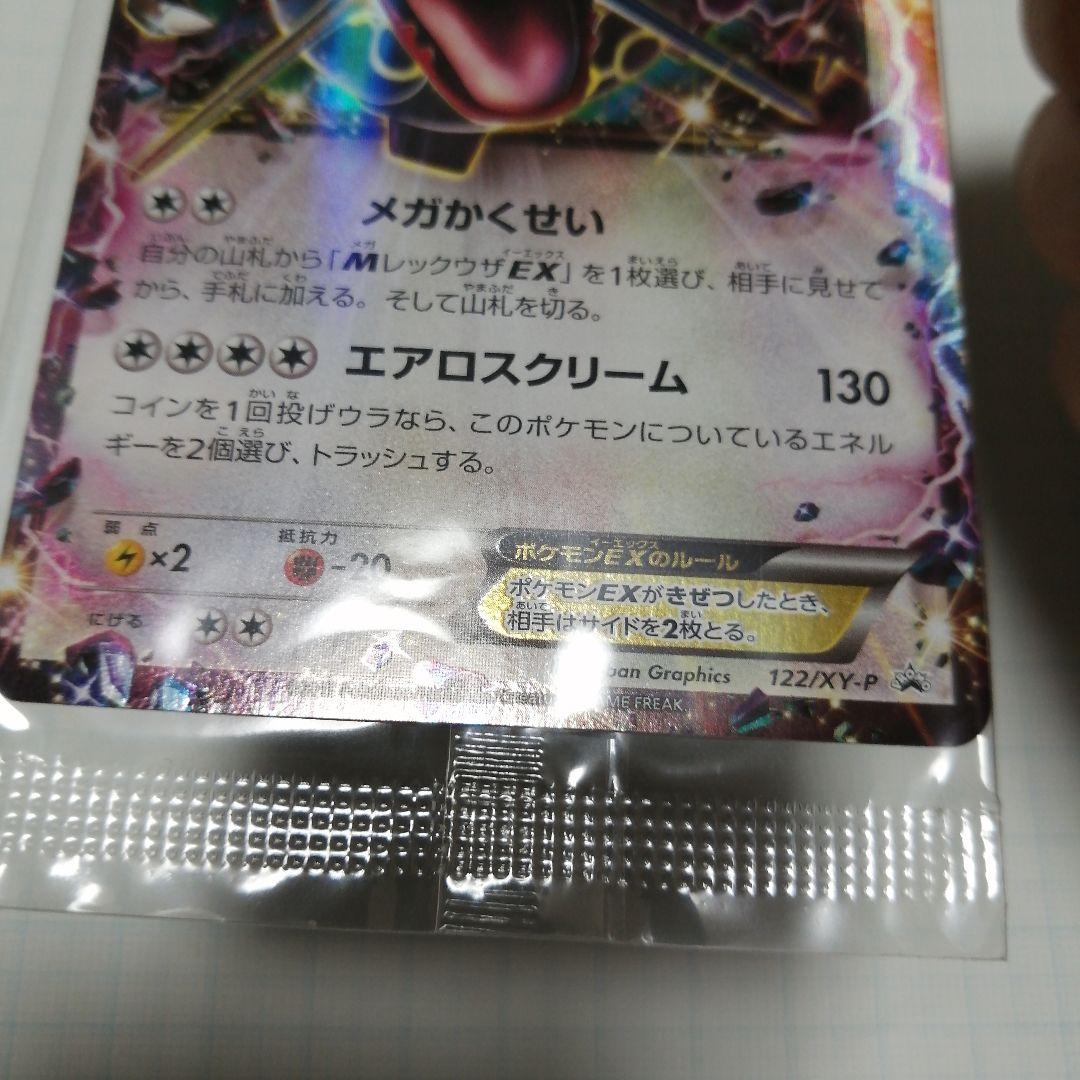 メガかくせい
自分の山札から「MレックウザEX」を1枚選び、相手に見せて
から、手札に加える。そして山札を切る。
エアロスクリーム 130
コインを1回投げウラなら、このポケモンについているエネル
ギーを2個選び、トラッシュする。
弱点 抵抗力
×2 -20
にげる
ポケモンEXのルール
ポケモンEXがきぜつしたとき、
相手はサイドを2枚とる。
Graphics 122/XY-P
FREAK